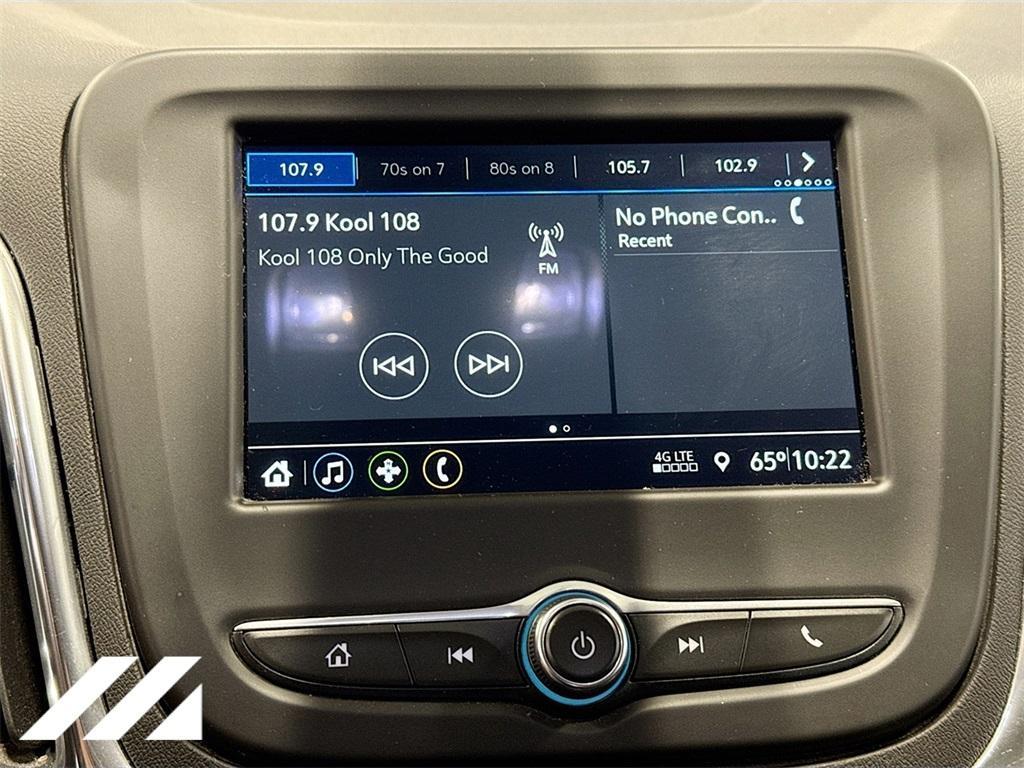 107.9 70s on 7 80s on 8 105.7 102.9
107.9 Kool 108
Kool 108 Only The Good
FM
No Phone Con..
Recent
4G LTE
65° 10:22